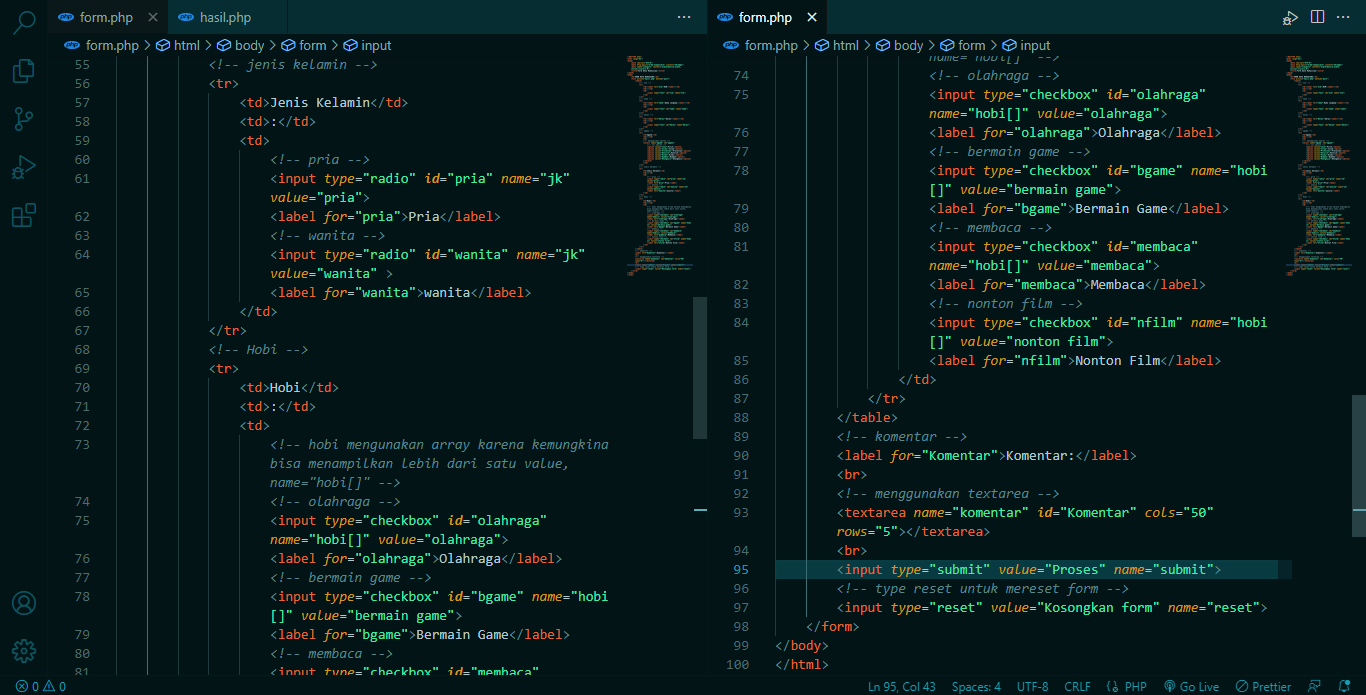 form.php
hasil.php
form.php > html > body > form > input
55 <!-- jenis kelamin -->
56 <tr>
57 <td>Jenis Kelamin</td>
58 <td>:</td>
59 <td>
60 <!-- pria -->
61 <input type="radio" id="pria" name="jk"
value="pria">
62 <label for="pria">Pria</label>
63 <!-- wanita -->
64 <input type="radio" id="wanita" name="jk"
value="wanita" >
65 <label for="wanita">wanita</label>
66 </td>
67 </tr>
68 <!-- Hobi -->
69 <tr>
70 <td>Hobi</td>
71 <td>:</td>
72 <td>
73 <!-- hobi mengunakan array karena kemungkina
bisa menampilkan lebih dari satu value,
name="hobi[]" -->
74 <!-- olahraga -->
75 <input type="checkbox" id="olahraga"
name="hobi[]" value="olahraga">
76 <label for="olahraga">Olahraga</label>
77 <!-- bermain game -->
78 <input type="checkbox" id="bgame" name="hobi
[]" value="bermain game">
79 <label for="bgame">Bermain Game</label>
80 <!-- membaca -->
81 <input type="checkbox" id="membaca"
form.php
form.php > html > body > form > input
name="hobi[]" -->
74 <!-- olahraga -->
75 <input type="checkbox" id="olahraga"
name="hobi[]" value="olahraga">
76 <label for="olahraga">Olahraga</label>
77 <!-- bermain game -->
78 <input type="checkbox" id="bgame" name="hobi
[]" value="bermain game">
79 <label for="bgame">Bermain Game</label>
80 <!-- membaca -->
81 <input type="checkbox" id="membaca"
name="hobi[]" value="membaca">
82 <label for="membaca">Membaca</label>
83 <!-- nonton film -->
84 <input type="checkbox" id="nfilm" name="hobi
[]" value="nonton film">
85 <label for="nfilm">Nonton Film</label>
86 </td>
87 </tr>
88 </table>
89 <!-- komentar -->
90 <label for="Komentar">Komentar:</label>
91 <br>
92 <!-- menggunakan textarea -->
93 <textarea name="komentar" id="Komentar" cols="50"
rows="5"></textarea>
94 <br>
95 <input type="submit" value="Proses" name="submit">
96 <!-- type reset untuk mereset form -->
97 <input type="reset" value="Kosongkan form" name="reset">
98 </form>
99 </body>
100 </html>
0 0
Ln 95, Col 43 Spaces: 4 UTF-8 CRLF PHP Go Live Prettier